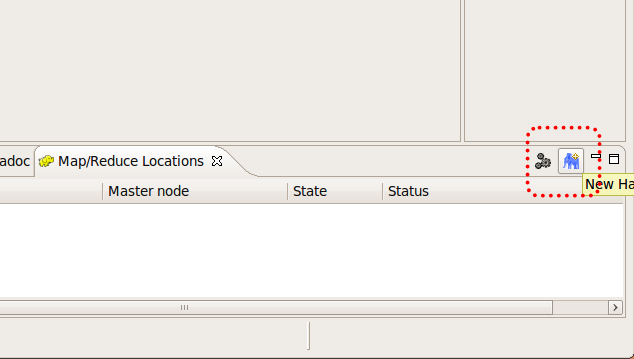 adoc Map/Reduce Locations
Master node State Status
New Ha